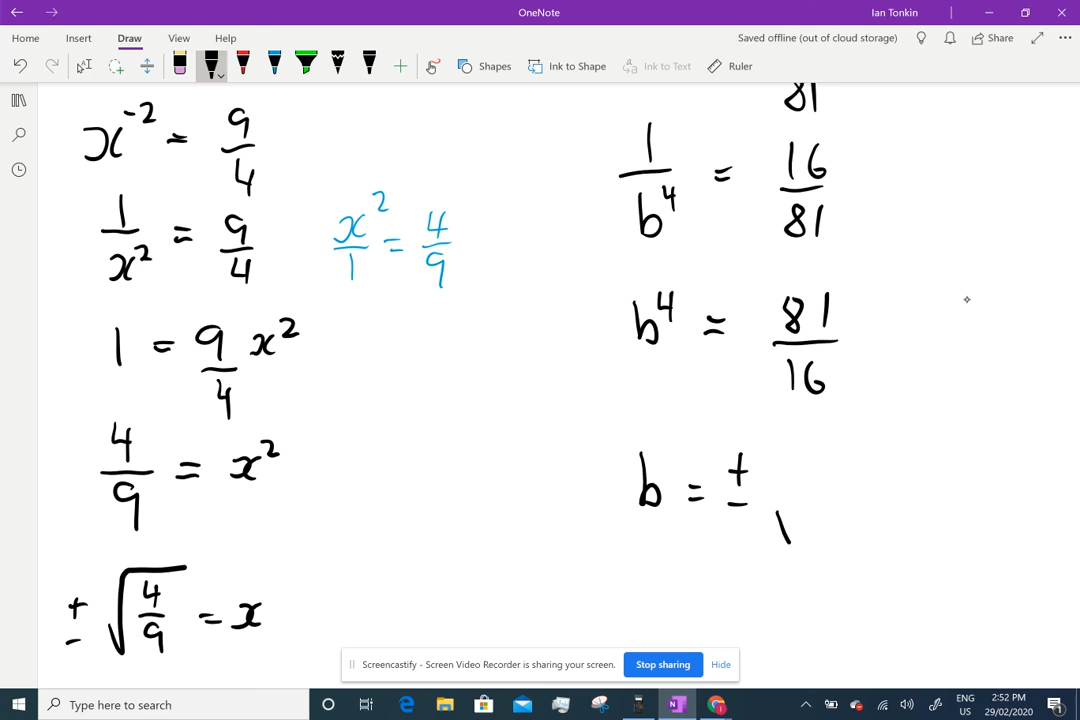 OneNote
Ian Tonkin
Home Insert Draw View Help
Saved offline (out of cloud storage) Share
Shapes Ink to Shape Ink to Text Ruler
x⁻² = 9/4
1/x² = 9/4
x²/1 = 4/9
1 = 9/4 x²
4/9 = x²
± √(4/9) = x
81
1/b⁴ = 16/81
b⁴ = 81/16
b = ±
Screencastify - Screen Video Recorder is sharing your screen. Stop sharing Hide
Type here to search
ENG
US
2:52 PM
29/02/2020
1